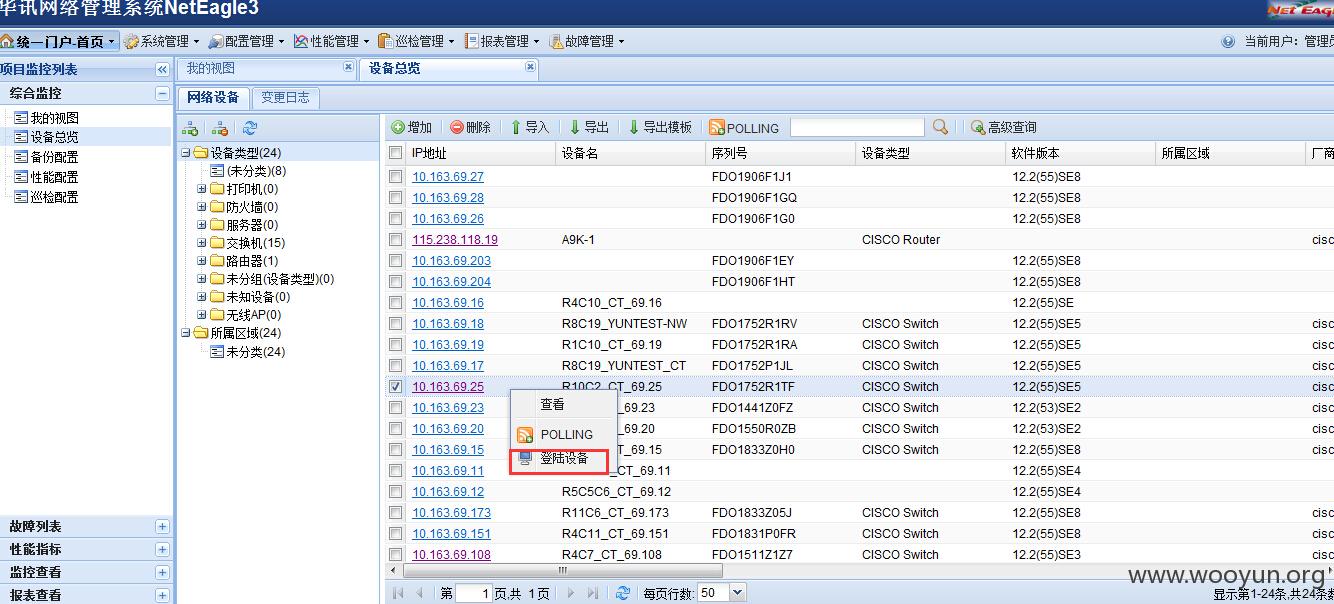 华讯网络管理系统NetEagle3
NET EAG
统一门户-首页 系统管理 配置管理 性能管理 巡检管理 报表管理 故障管理 当前用户：管理员
项目监控列表
我的视图 设备总览
综合监控
我的视图
设备总览
备份配置
性能配置
巡检配置
故障列表
性能指标
监控查看
报表查看
网络设备 变更日志
设备类型(24)
(未分类)(8)
打印机(0)
防火墙(0)
服务器(0)
交换机(15)
路由器(1)
未分组(设备类型)(0)
未知设备(0)
无线AP(0)
所属区域(24)
未分类(24)
增加 删除 导入 导出 导出模板 POLLING 高级查询
IP地址 设备名 序列号 设备类型 软件版本 所属区域 厂商
10.163.69.27 FDO1906F1J1 12.2(55)SE8
10.163.69.28 FDO1906F1GQ 12.2(55)SE8
10.163.69.26 FDO1906F1G0 12.2(55)SE8
115.238.118.19 A9K-1 CISCO Router cisc
10.163.69.203 FDO1906F1EY 12.2(55)SE8
10.163.69.204 FDO1906F1HT 12.2(55)SE8
10.163.69.16 R4C10_CT_69.16 12.2(55)SE
10.163.69.18 R8C19_YUNTEST-NW FDO1752R1RV CISCO Switch 12.2(55)SE5 cisc
10.163.69.19 R1C10_CT_69.19 FDO1752R1RA CISCO Switch 12.2(55)SE5 cisc
10.163.69.17 R8C19_YUNTEST_CT FDO1752P1JL CISCO Switch 12.2(55)SE5 cisc
10.163.69.25 R10C2_CT_69.25 FDO1752R1TF CISCO Switch 12.2(55)SE5 cisc
10.163.69.23 _69.23 FDO1441Z0FZ CISCO Switch 12.2(53)SE2 cisc
10.163.69.20 _69.20 FDO1550R0ZB CISCO Switch 12.2(53)SE2 cisc
10.163.69.15 T_69.15 FDO1833Z0H0 CISCO Switch 12.2(55)SE8 cisc
10.163.69.11 _CT_69.11 12.2(55)SE4
10.163.69.12 R5C5C6_CT_69.12 12.2(55)SE4
10.163.69.173 R11C6_CT_69.173 FDO1833Z05J CISCO Switch 12.2(55)SE8 cisc
10.163.69.151 R4C11_CT_69.151 FDO1831P0FR CISCO Switch 12.2(55)SE8 cisc
10.163.69.108 R4C7_CT_69.108 FDO1511Z1Z7 CISCO Switch 12.2(55)SE3 cisc
查看
POLLING
登陆设备
第 1 页,共 1 页 每页行数: 50 显示第1-24条,共24条数
www.wooyun.org